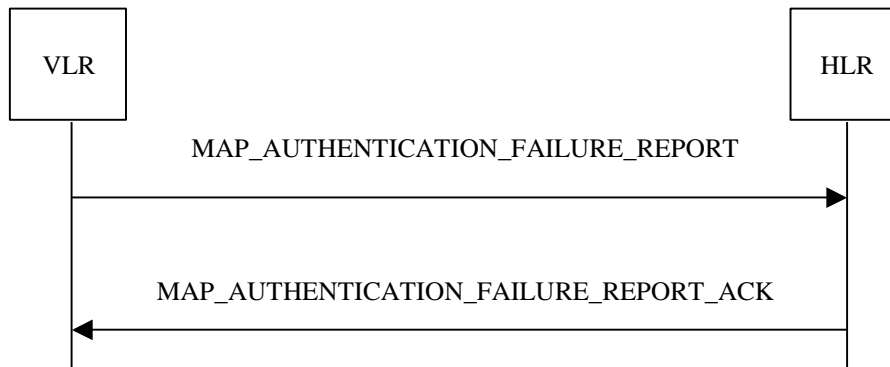 VLR
HLR
MAP_AUTHENTICATION_FAILURE_REPORT
MAP_AUTHENTICATION_FAILURE_REPORT_ACK